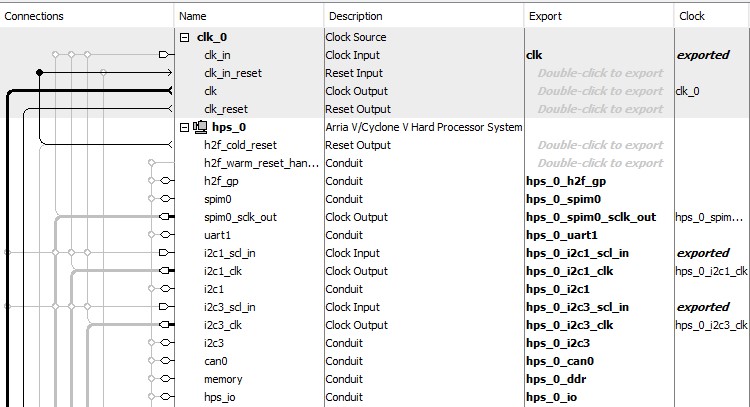 Connections Name Description Export Clock
clk_0 Clock Source
clk_in Clock Input clk exported
clk_in_reset Reset Input Double-click to export
clk Clock Output Double-click to export clk_0
clk_reset Reset Output Double-click to export
hps_0 Arria V/Cyclone V Hard Processor System
h2f_cold_reset Reset Output Double-click to export
h2f_warm_reset_han... Conduit Double-click to export
h2f_gp Conduit hps_0_h2f_gp
spim0 Conduit hps_0_spim0
spim0_sclk_out Clock Output hps_0_spim0_sclk_out hps_0_spim...
uart1 Conduit hps_0_uart1
i2c1_scl_in Clock Input hps_0_i2c1_scl_in exported
i2c1_clk Clock Output hps_0_i2c1_clk hps_0_i2c1_clk
i2c1 Conduit hps_0_i2c1
i2c3_scl_in Clock Input hps_0_i2c3_scl_in exported
i2c3_clk Clock Output hps_0_i2c3_clk hps_0_i2c3_clk
i2c3 Conduit hps_0_i2c3
can0 Conduit hps_0_can0
memory Conduit hps_0_ddr
hps_io Conduit hps_0_io